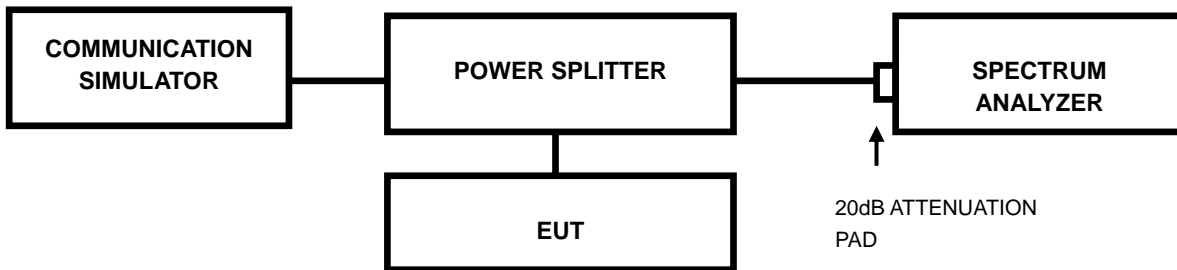 COMMUNICATION
SIMULATOR
POWER SPLITTER
SPECTRUM
ANALYZER
EUT
20dB ATTENUATION
PAD